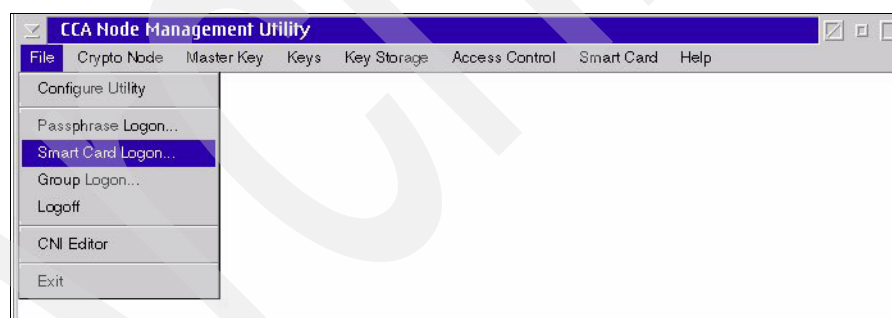 CCA Node Management Utility
File Crypto Node Master Key Keys Key Storage Access Control Smart Card Help
Configure Utility
Passphrase Logon...
Smart Card Logon...
Group Logon...
Logoff
CNI Editor
Exit